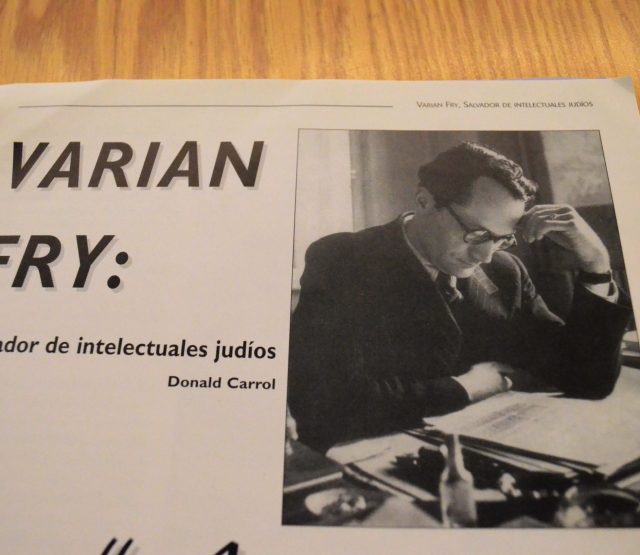 VARIAN FRY, SALVADOR DE INTELECTUALES JUDÍOS
VARIAN
FRY:
ador de intelectuales judíos
Donald Carrol